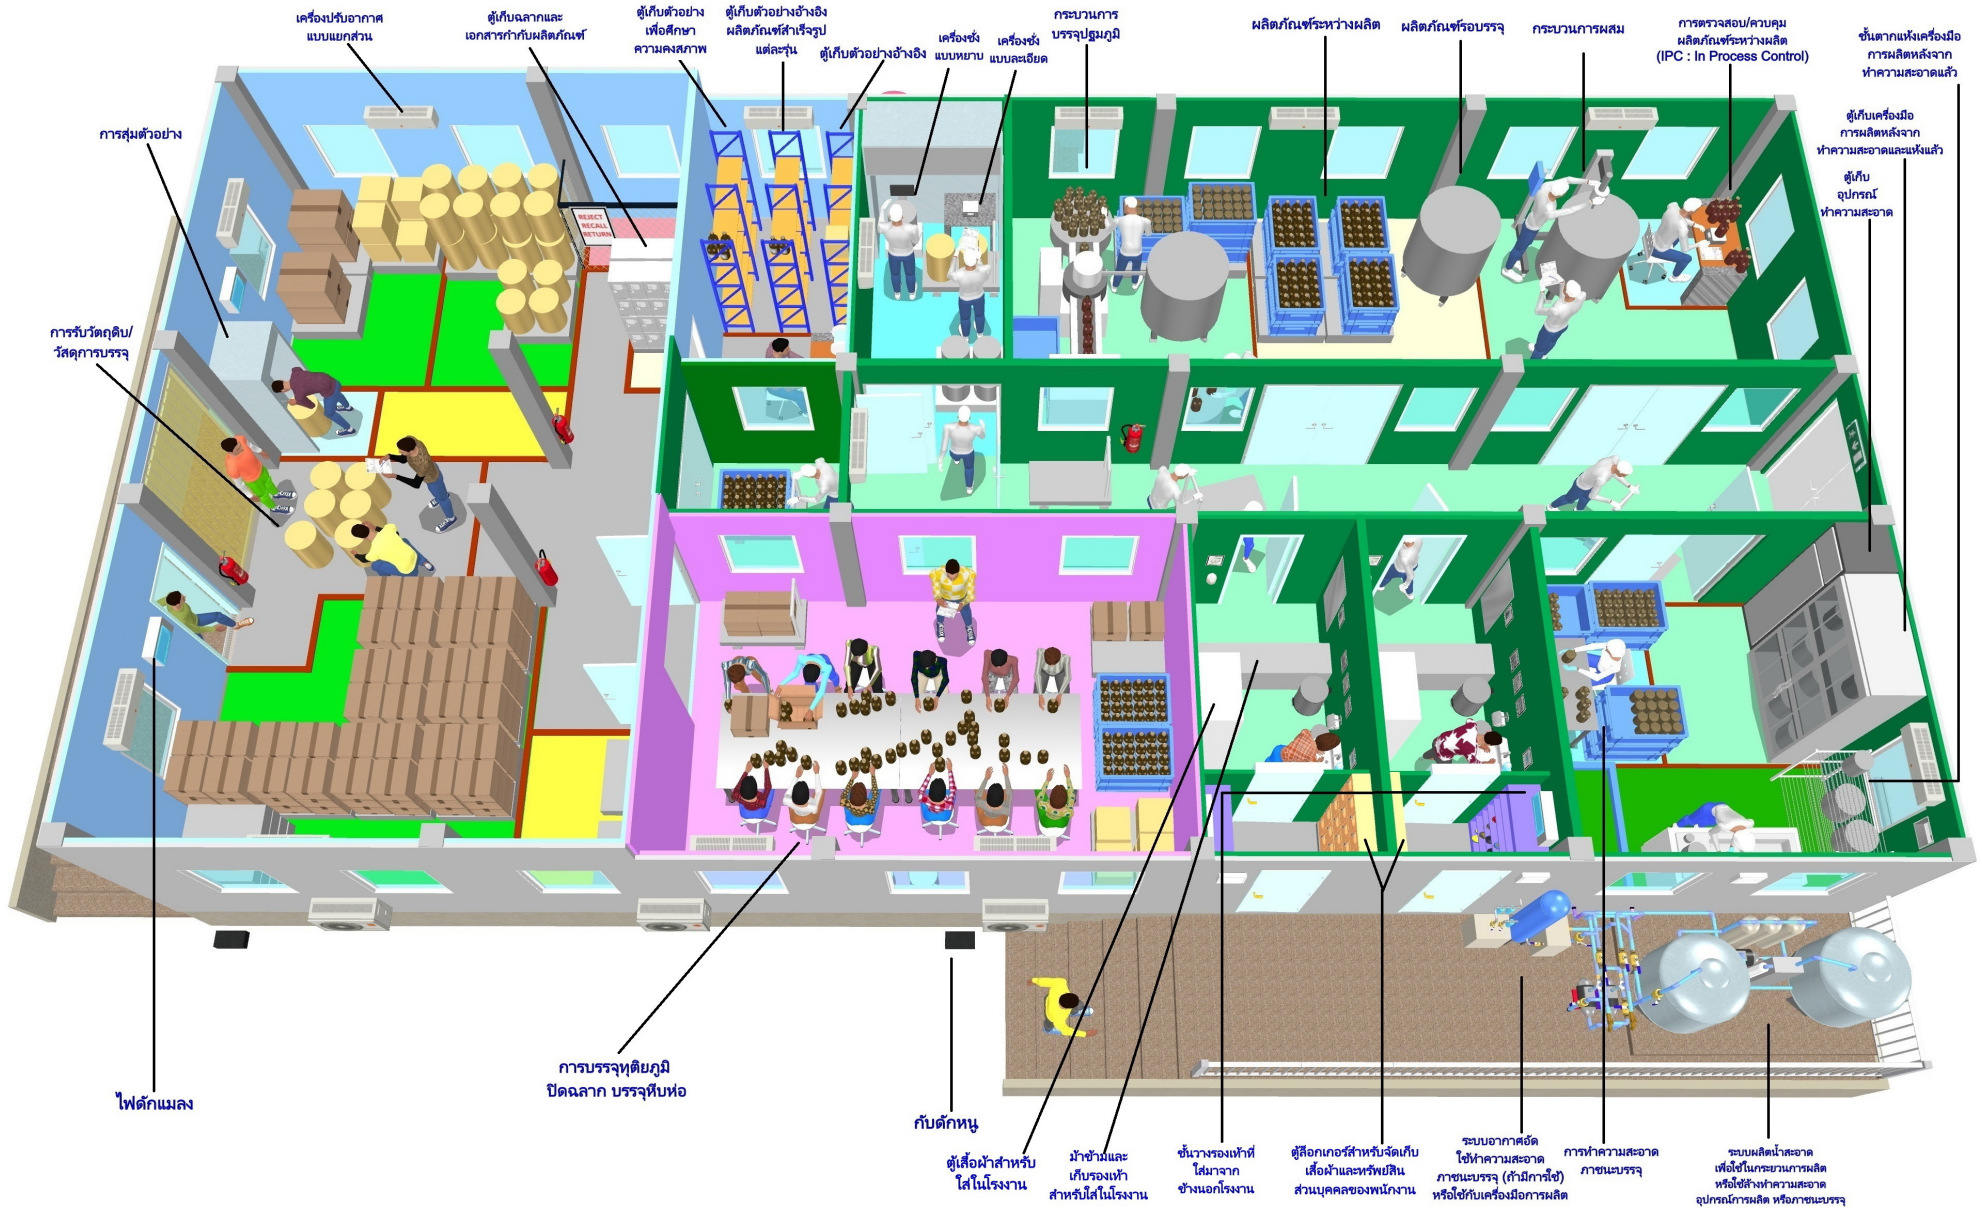 เครื่องปรับอากาศ
แบบแยกส่วน
ตู้เก็บฉลากและ
เอกสารกำกับผลิตภัณฑ์
ตู้เก็บตัวอย่าง
เพื่อศึกษา
ความคงสภาพ
ตู้เก็บตัวอย่างอ้างอิง
ผลิตภัณฑ์สำเร็จรูป
แต่ละรุ่น
ตู้เก็บตัวอย่างอ้างอิง
เครื่องชั่ง
แบบหยาบ
เครื่องชั่ง
แบบละเอียด
กระบวนการ
บรรจุปฐมภูมิ
ผลิตภัณฑ์ระหว่างผลิต
ผลิตภัณฑ์รอบรรจุ
กระบวนการผสม
การตรวจสอบ/ควบคุม
ผลิตภัณฑ์ระหว่างผลิต
(IPC : In Process Control)
ชั้นตากแห้งเครื่องมือ
การผลิตหลังจาก
ทำความสะอาดแล้ว
ตู้เก็บเครื่องมือ
การผลิตหลังจาก
ทำความสะอาดและแห้งแล้ว
ตู้เก็บ
อุปกรณ์
ทำความสะอาด
การสุ่มตัวอย่าง
REJECT
RECALL
RETURN
การรับวัตถุดิบ/
วัสดุการบรรจุ
ไฟดักแมลง
การบรรจุทุติยภูมิ
ปิดฉลาก บรรจุหีบห่อ
กับดักหนู
ตู้เสื้อผ้าสำหรับ
ใส่ในโรงงาน
ม้าข้ามและ
เก็บรองเท้า
สำหรับใส่ในโรงงาน
ชั้นวางรองเท้าที่
ใส่มาจาก
ข้างนอกโรงงาน
ตู้ล็อกเกอร์สำหรับจัดเก็บ
เสื้อผ้าและทรัพย์สิน
ส่วนบุคคลของพนักงาน
ระบบอากาศอัด
ใช้ทำความสะอาด
ภาชนะบรรจุ (ถ้ามีการใช้)
หรือใช้กับเครื่องมือการผลิต
การทำความสะอาด
ภาชนะบรรจุ
ระบบผลิตน้ำสะอาด
เพื่อใช้ในกระยวนการผลิต
หรือใช้ล้างทำความสะอาด
อุปกรณ์การผลิต หรือภาชนะบรรจุ